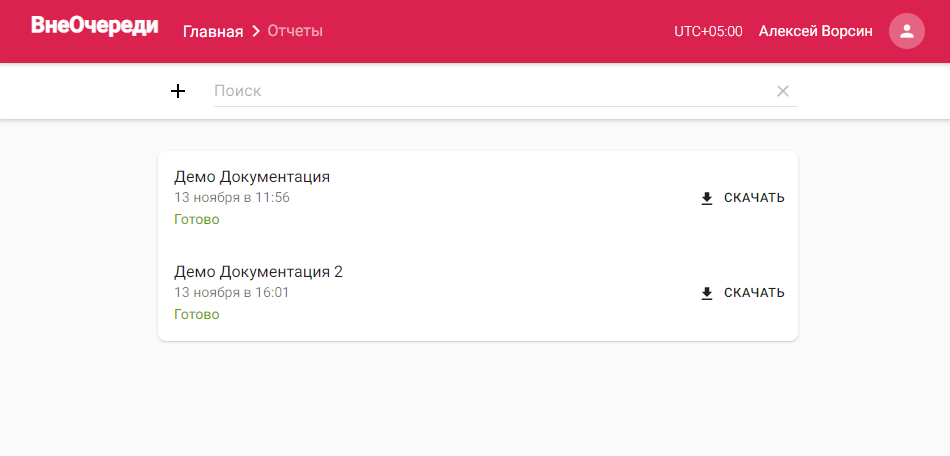 ВнеОчереди Главная Отчеты UTC+05:00 Алексей Ворсин
Поиск
Демо Документация
13 ноября в 11:56
СКАЧАТЬ
Готово
Демо Документация 2
13 ноября в 16:01
СКАЧАТЬ
Готово